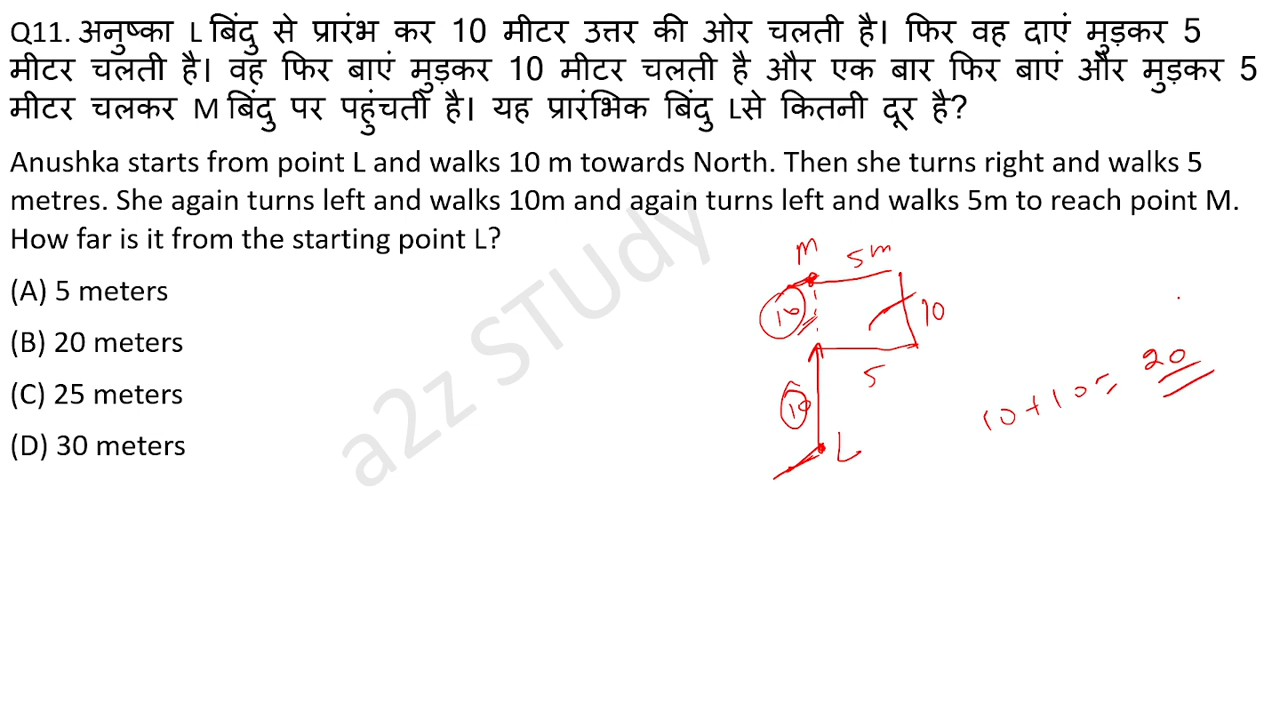 Q11. अनुष्का L बिंदु से प्रारंभ कर 10 मीटर उत्तर की ओर चलती है। फिर वह दाएं मुड़कर 5
मीटर चलती है। वह फिर बाएं मुड़कर 10 मीटर चलती है और एक बार फिर बाएं और मुड़कर 5
मीटर चलकर M बिंदु पर पहुंचती है। यह प्रारंभिक बिंदु Lसे कितनी दूर है?
Anushka starts from point L and walks 10 m towards North. Then she turns right and walks 5
metres. She again turns left and walks 10m and again turns left and walks 5m to reach point M.
How far is it from the starting point L?
(A) 5 meters
(B) 20 meters
(C) 25 meters
(D) 30 meters
a2z STUdy
M
5m
10
10
5
10
L
10+10=20